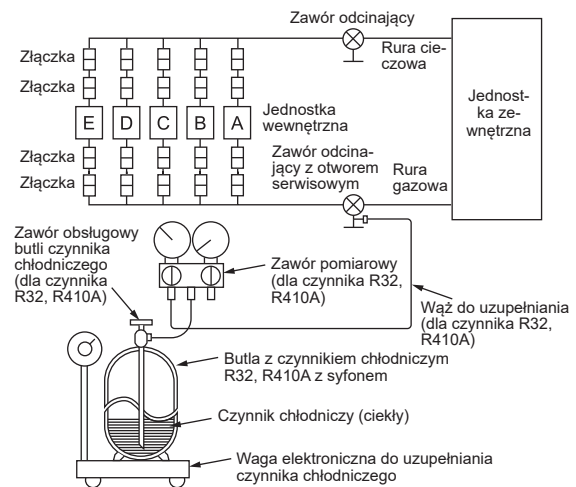 Zawór odcinający
Złączka
Złączka
Rura cie-
czowa
Jednost-
ka ze-
wnętrzna
E D C B A
Jednostka
wewnętrzna
Złączka
Złączka
Zawór odcina-
jący z otworem
serwisowym
Rura
gazowa
Zawór obsługowy
butli czynnika
chłodniczego
(dla czynnika
R32, R410A)
Zawór pomiarowy
(dla czynnika R32,
R410A)
Wąż do uzupełniania
(dla czynnika R32,
R410A)
Butla z czynnikiem chłodniczym
R32, R410A z syfonem
Czynnik chłodniczy (ciekły)
Waga elektroniczna do uzupełniania
czynnika chłodniczego